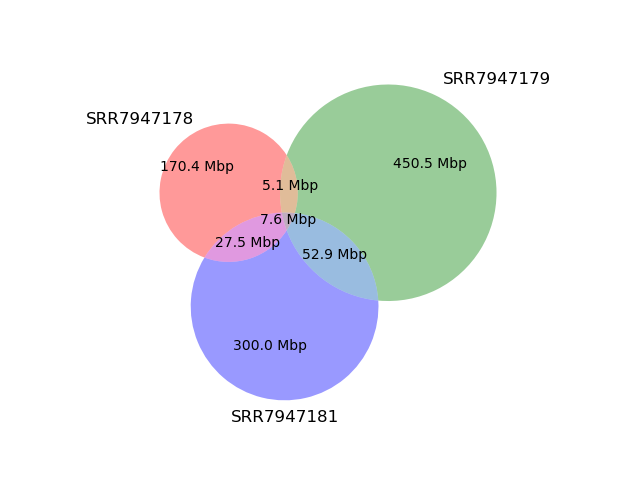 SRR7947179
SRR7947178
450.5 Mbp
170.4 Mbp
5.1 Mbp
7.6 Mbp
27.5 Mbp
52.9 Mbp
300.0 Mbp
SRR7947181